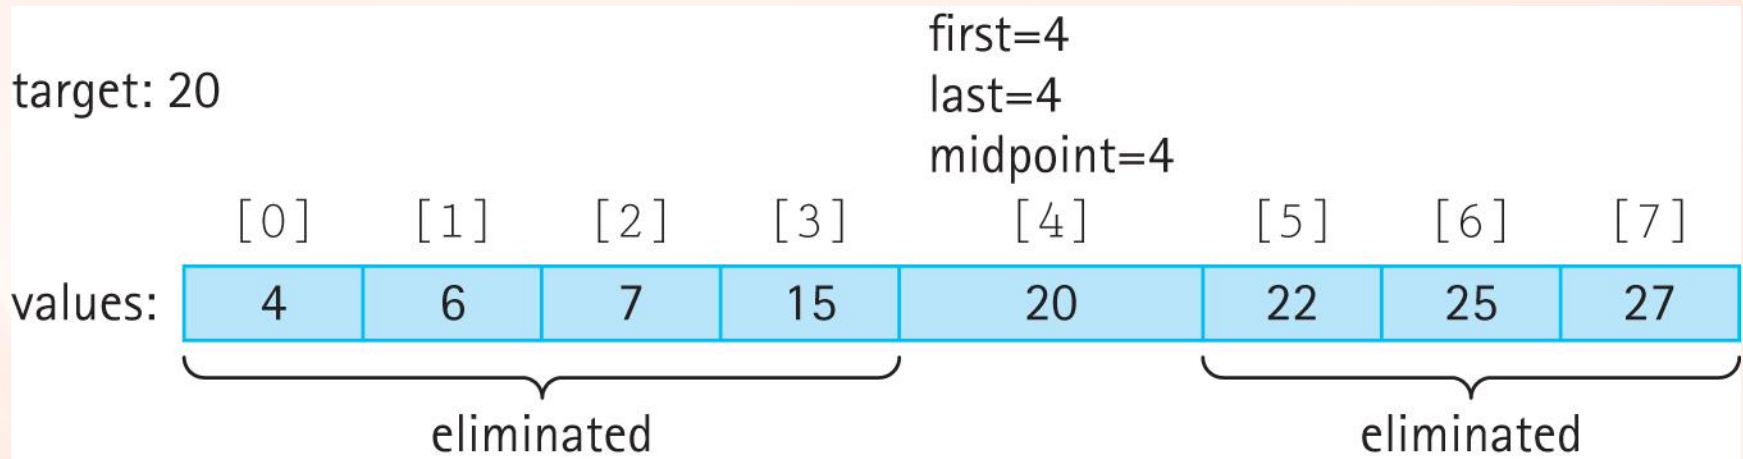 first=4
target: 20
last=4
midpoint=4
[0] [1] [2] [3] [4] [5] [6] [7]
values: 4 6 7 15 20 22 25 27
eliminated eliminated